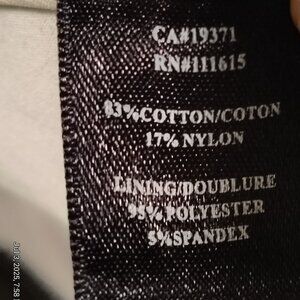 CA#19371
RN#111615
83%COTTON/COTON
17% NYLON
LINING/DOUBLURE
95%POLYESTER
5%SPANDEX